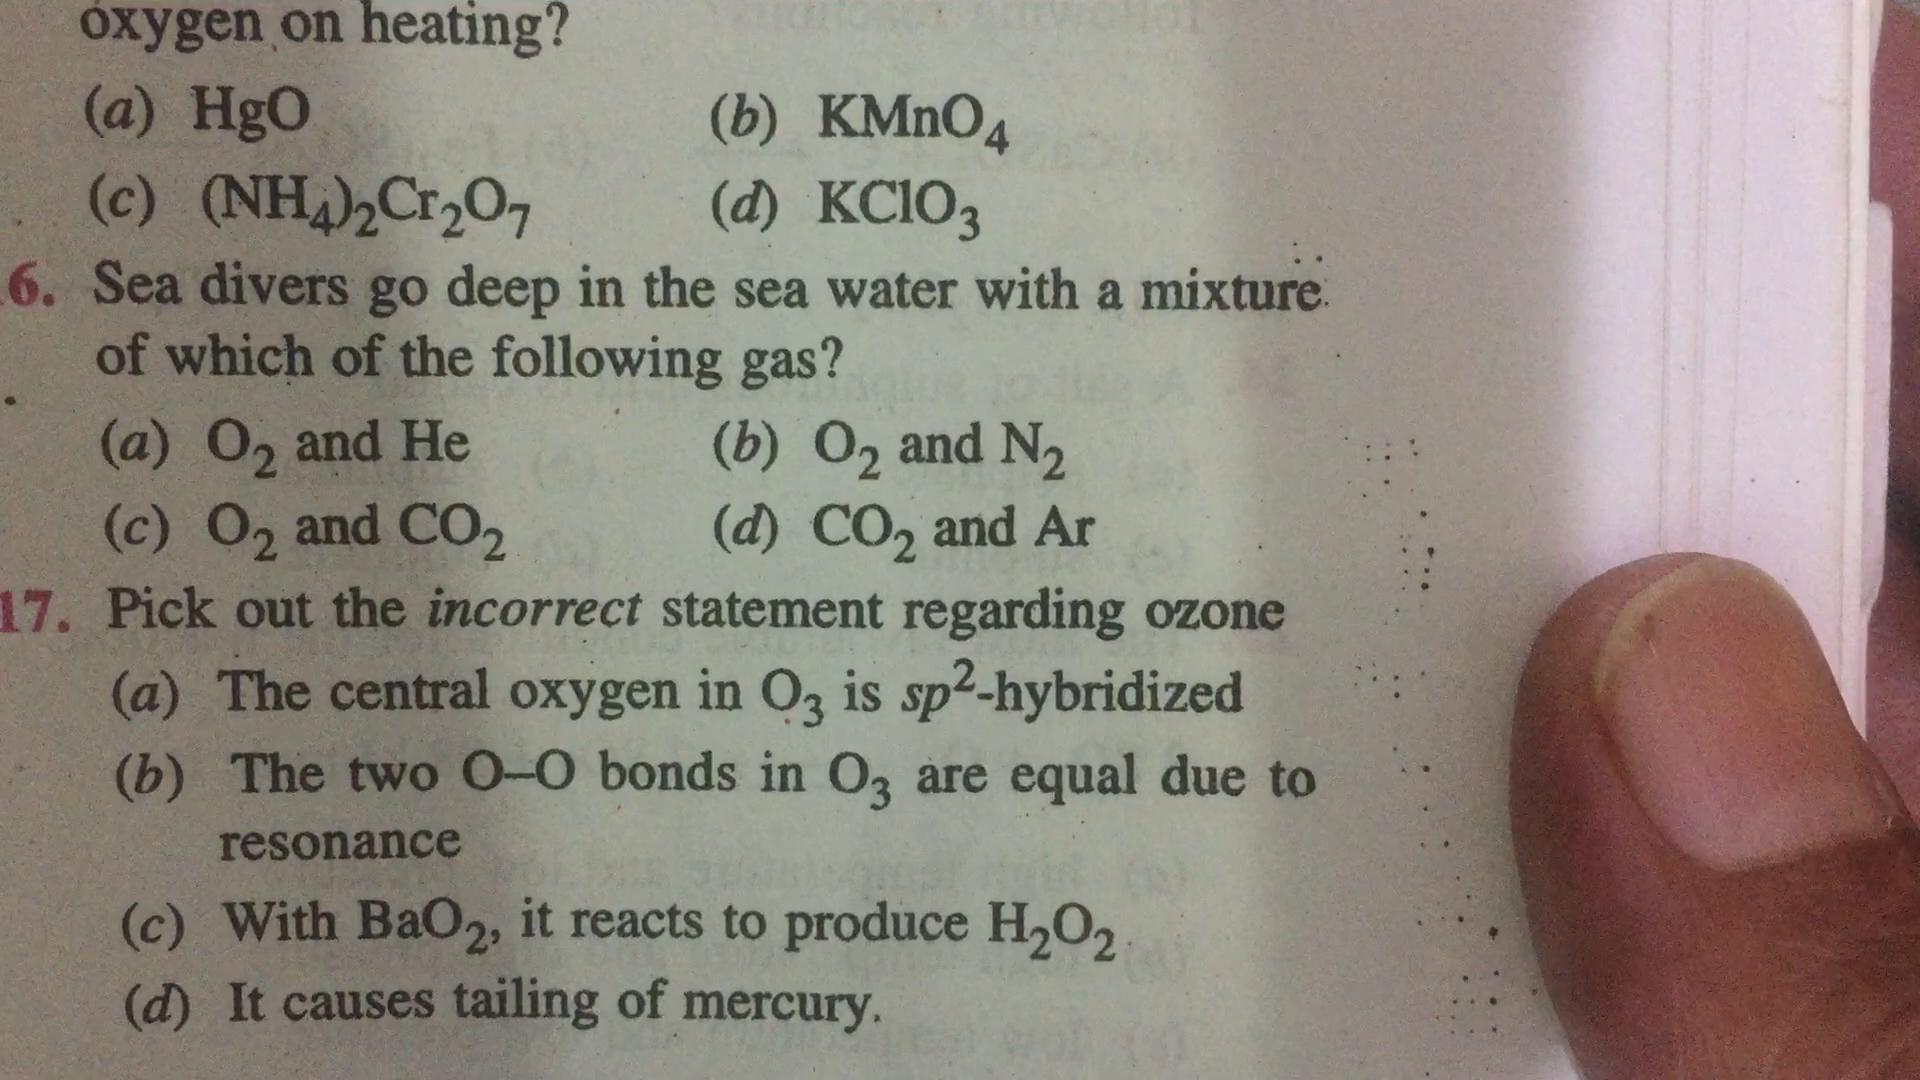 oxygen on heating?
(a) HgO (b) KMnO₄
(c) (NH₄)₂Cr₂O₇ (d) KClO₃
6. Sea divers go deep in the sea water with a mixture
of which of the following gas?
(a) O₂ and He (b) O₂ and N₂
(c) O₂ and CO₂ (d) CO₂ and Ar
17. Pick out the incorrect statement regarding ozone
(a) The central oxygen in O₃ is sp²-hybridized
(b) The two O–O bonds in O₃ are equal due to
resonance
(c) With BaO₂, it reacts to produce H₂O₂
(d) It causes tailing of mercury.